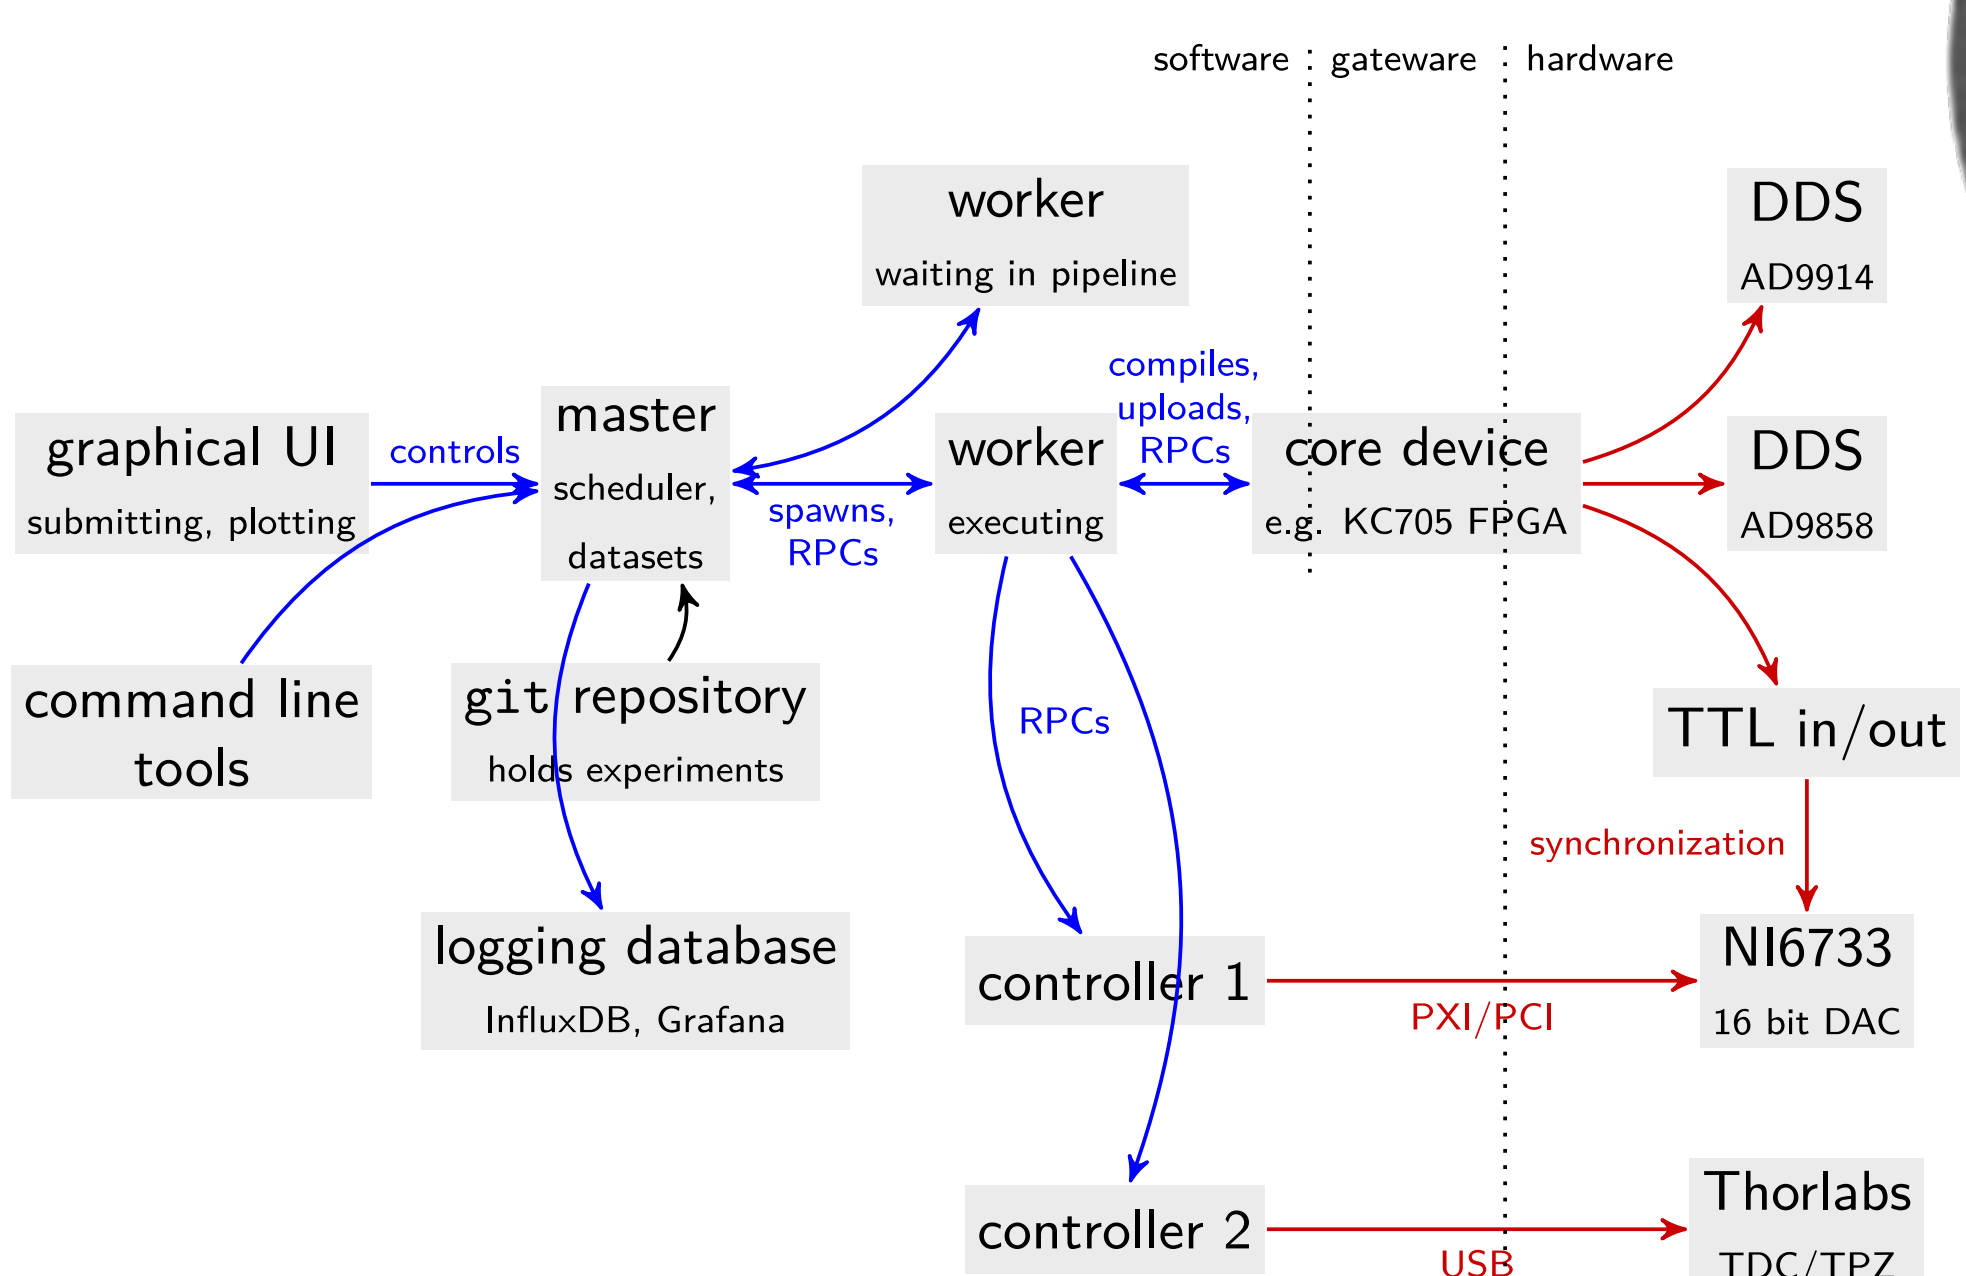 software
gateware
hardware
worker
waiting in pipeline
DDS
AD9914
graphical UI
submitting, plotting
controls
master
scheduler,
datasets
spawns,
RPCs
worker
executing
compiles,
uploads,
RPCs
core device
e.g. KC705 FPGA
DDS
AD9858
command line
tools
git repository
holds experiments
RPCs
TTL in/out
synchronization
logging database
InfluxDB, Grafana
controller 1
PXI/PCI
NI6733
16 bit DAC
controller 2
USB
Thorlabs
TDC/TPZ